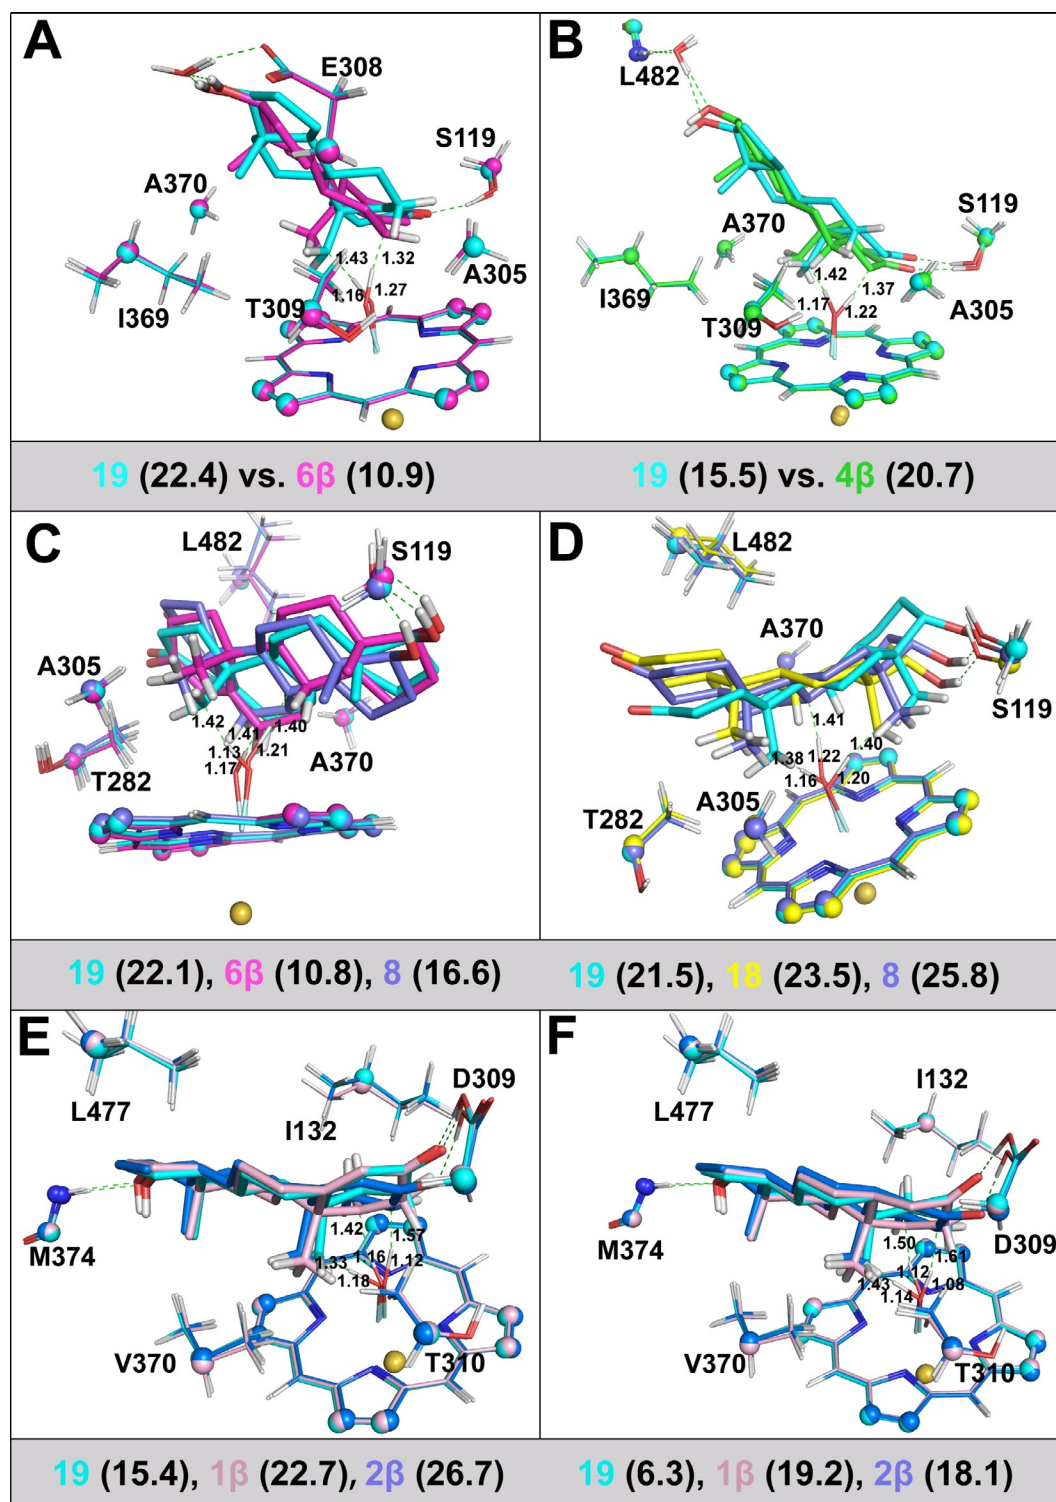 A
E308
S119
A370
1.43
1.32
A305
1.16
1.27
I369
T309
B
L482
S119
A370
1.42
1.37
I369
A305
1.17
1.22
T309
19 (22.4) vs. 6β (10.9)
19 (15.5) vs. 4β (20.7)
C
L482
S119
A305
1.42
1.41
1.40
1.13
1.21
T282
1.17
A370
D
L482
A370
S119
1.41
1.40
1.38
1.22
1.16
1.20
A305
T282
19 (22.1), 6β (10.8), 8 (16.6)
19 (21.5), 18 (23.5), 8 (25.8)
E
D309
L477
I132
M374
1.42
1.57
1.33
1.16
1.12
1.18
V370
T310
F
I132
L477
M374
D309
1.50
1.61
1.12
1.43
1.08
1.14
V370
T310
19 (15.4), 1β (22.7), 2β (26.7)
19 (6.3), 1β (19.2), 2β (18.1)